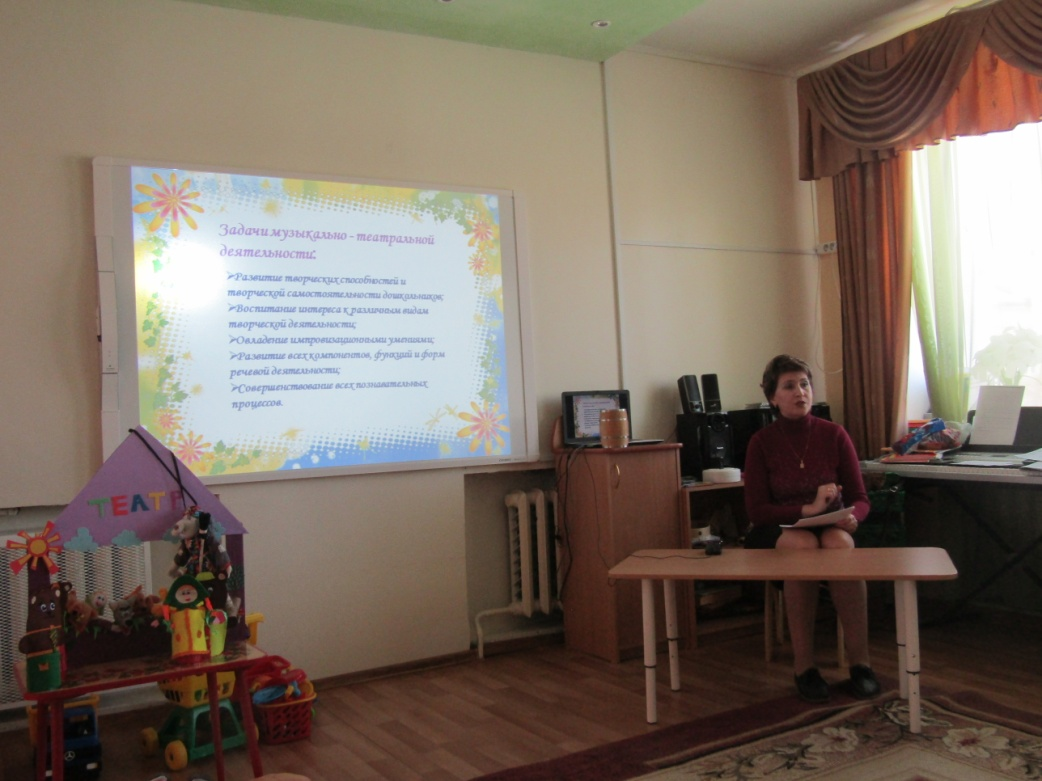 Задачи музыкально - театральной
деятельности:
➢Развитие творческих способностей и
творческой самостоятельности дошкольников;
➢Воспитание интереса к различным видам
творческой деятельности;
➢Овладение импровизационными умениями;
➢Развитие всех компонентов, функций и форм
речевой деятельности;
➢Совершенствование всех познавательных
процессов.
ТЕАТР